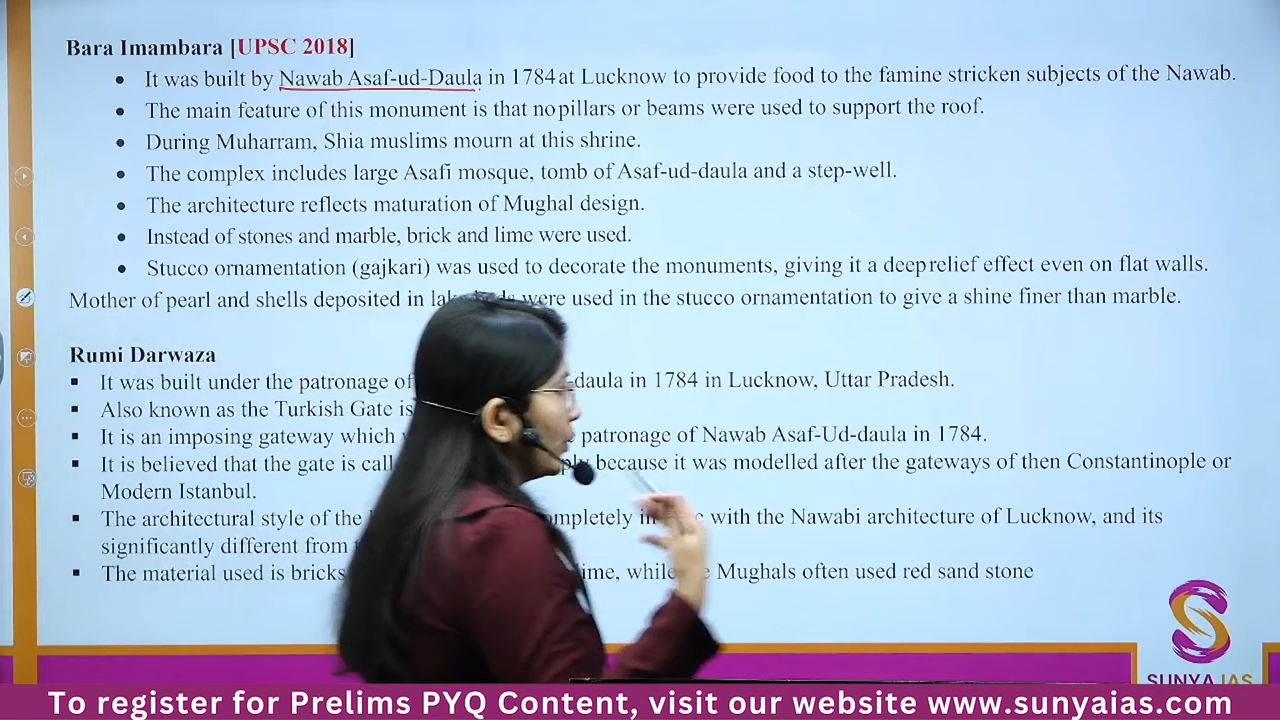 Bara Imambara [UPSC 2018]
• It was built by Nawab Asaf-ud-Daula in 1784 at Lucknow to provide food to the famine stricken subjects of the Nawab.
• The main feature of this monument is that no pillars or beams were used to support the roof.
• During Muharram, Shia muslims mourn at this shrine.
• The complex includes large Asafi mosque, tomb of Asaf-ud-daula and a step-well.
• The architecture reflects maturation of Mughal design.
• Instead of stones and marble, brick and lime were used.
• Stucco ornamentation (gajkari) was used to decorate the monuments, giving it a deep relief effect even on flat walls.
Mother of pearl and shells deposited in were used in the stucco ornamentation to give a shine finer than marble.
Rumi Darwaza
▪ It was built under the patronage of -daula in 1784 in Lucknow, Uttar Pradesh.
▪ Also known as the Turkish Gate is
▪ It is an imposing gateway which patronage of Nawab Asaf-Ud-daula in 1784.
▪ It is believed that the gate is because it was modelled after the gateways of then Constantinople or
Modern Istanbul.
▪ The architectural style of the with the Nawabi architecture of Lucknow, and its
significantly different from
▪ The material used is bricks while Mughals often used red sand stone
SUNYA IAS
To register for Prelims PYQ Content, visit our website www.sunyaias.com